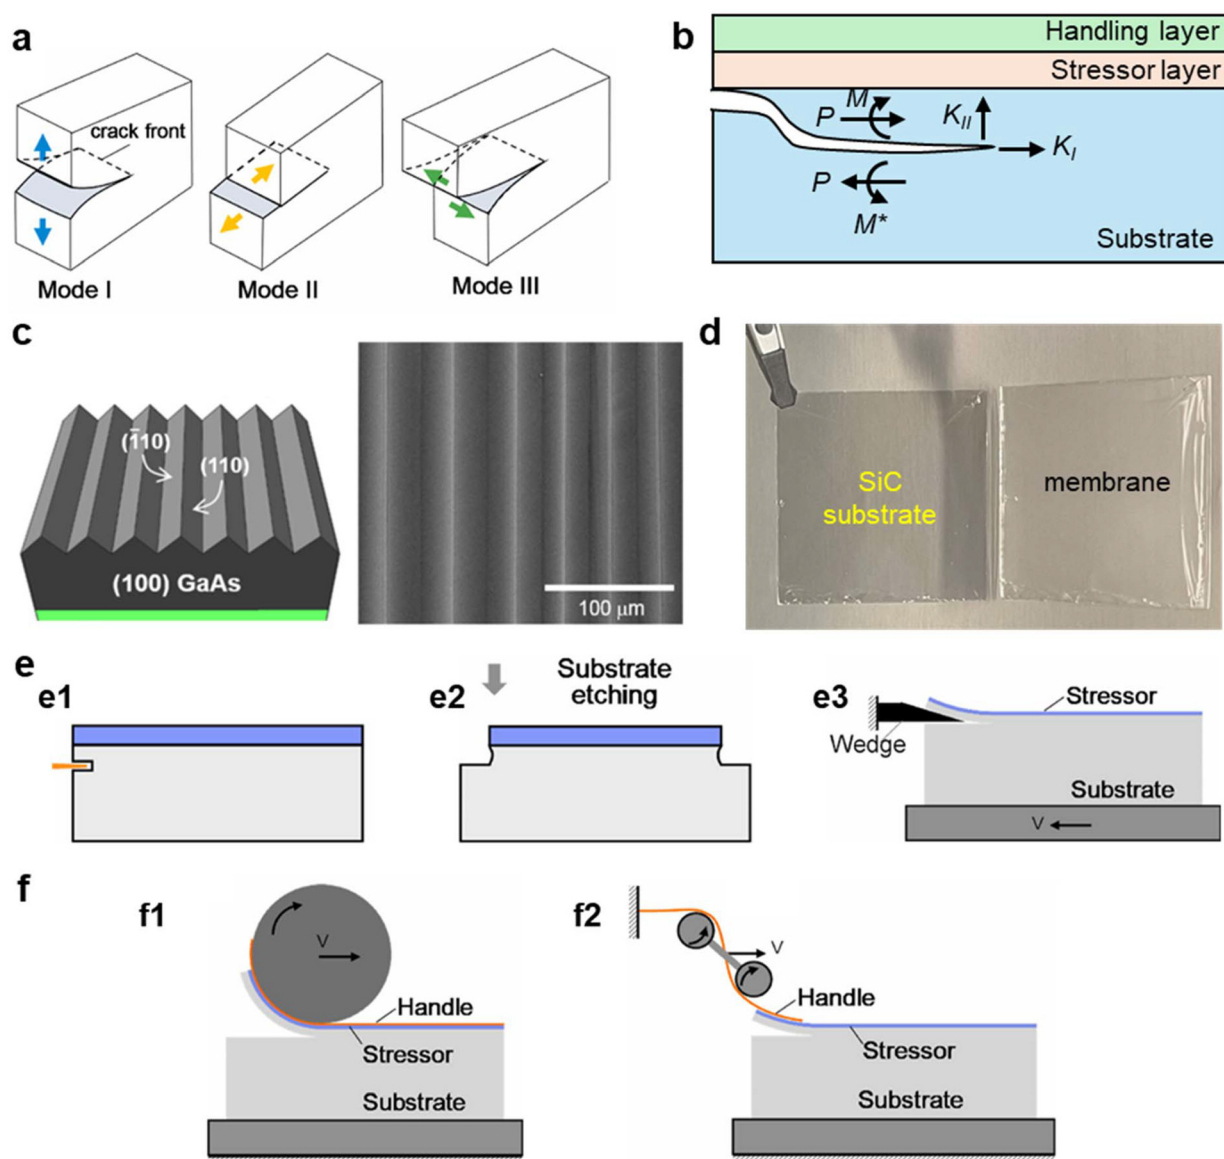 a
crack front
Mode I
Mode II
Mode III
b
Handling layer
Stressor layer
M
P
K_II
K_I
P
M*
Substrate
c
(1̄10)
(110)
(100) GaAs
100 μm
d
SiC
substrate
membrane
e
e1
e2
Substrate
etching
e3
Stressor
Wedge
Substrate
V
f
f1
V
Handle
Stressor
Substrate
f2
V
Handle
Stressor
Substrate